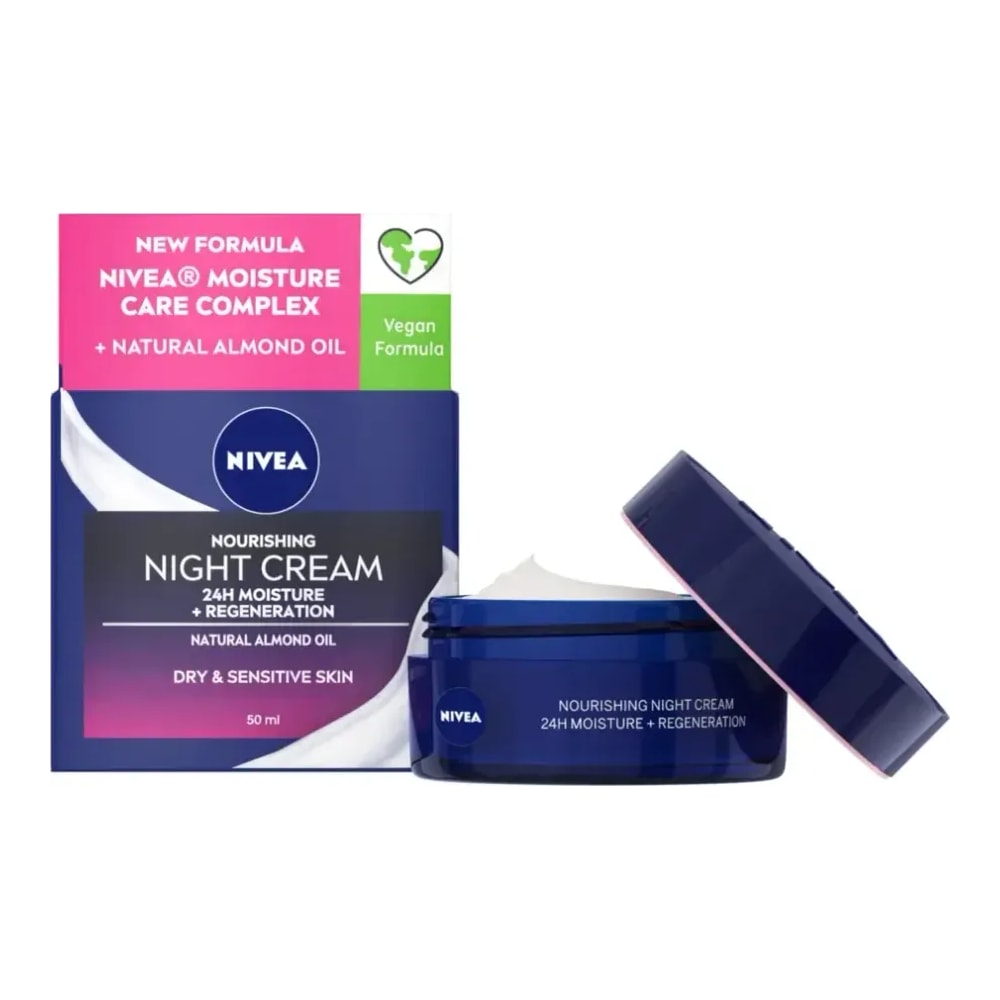 NEW FORMULA
NIVEA® MOISTURE
CARE COMPLEX
+ NATURAL ALMOND OIL
Vegan
Formula
NIVEA
NOURISHING
NIGHT CREAM
24H MOISTURE
+ REGENERATION
NATURAL ALMOND OIL
DRY & SENSITIVE SKIN
50 ml
NIVEA
NOURISHING NIGHT CREAM
24H MOISTURE + REGENERATION